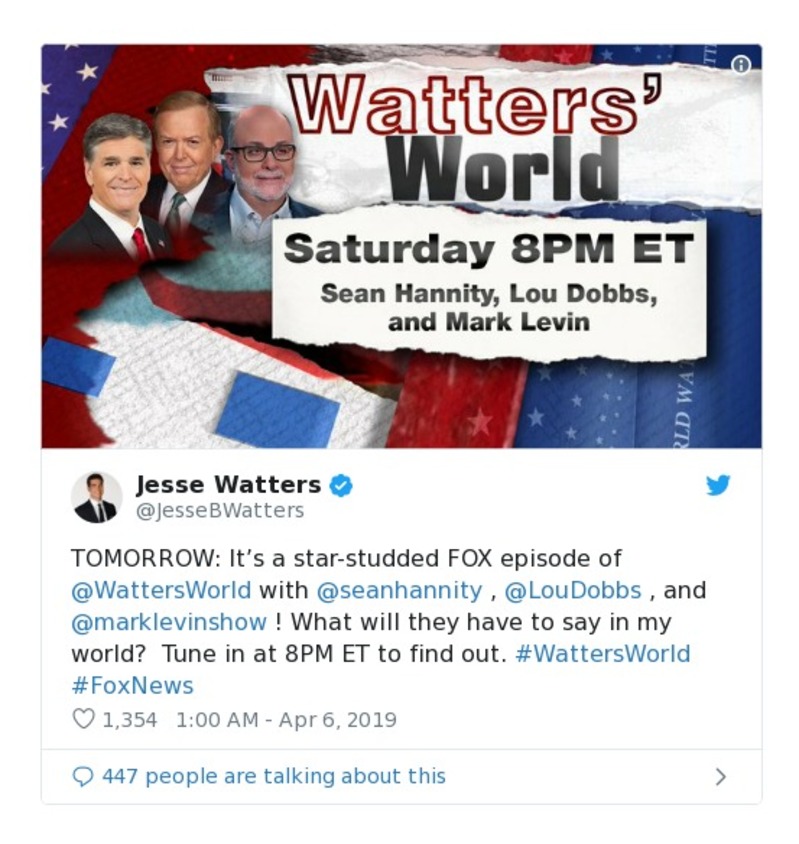 Watters’
World
Saturday 8PM ET
Sean Hannity, Lou Dobbs,
and Mark Levin
RLD WA
Jesse Watters
@JesseBWatters
TOMORROW: It’s a star-studded FOX episode of
@WattersWorld with @seanhannity , @LouDobbs , and
@marklevinshow ! What will they have to say in my
world?  Tune in at 8PM ET to find out. #WattersWorld
#FoxNews
1,354 1:00 AM - Apr 6, 2019
447 people are talking about this